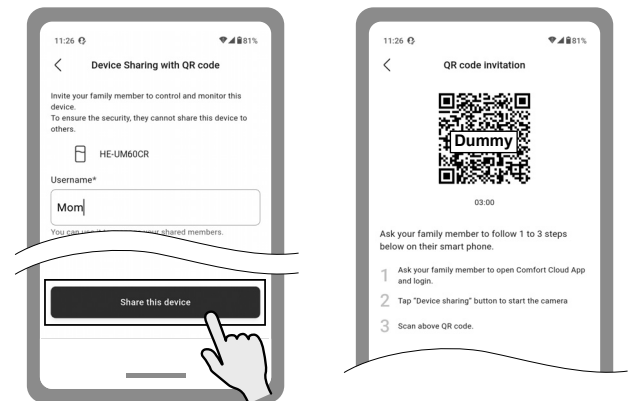 11:26
81%
Device Sharing with QR code
Invite your family member to control and monitor this
device.
To ensure the security, they cannot share this device to
others.
HE-UM60CR
Username*
Mom
You can use it to your shared members.
Share this device
11:26
81%
QR code invitation
Dummy
03:00
Ask your family member to follow 1 to 3 steps
below on their smart phone.
1 Ask your family member to open Comfort Cloud App
and login.
2 Tap "Device sharing" button to start the camera
3 Scan above QR code.